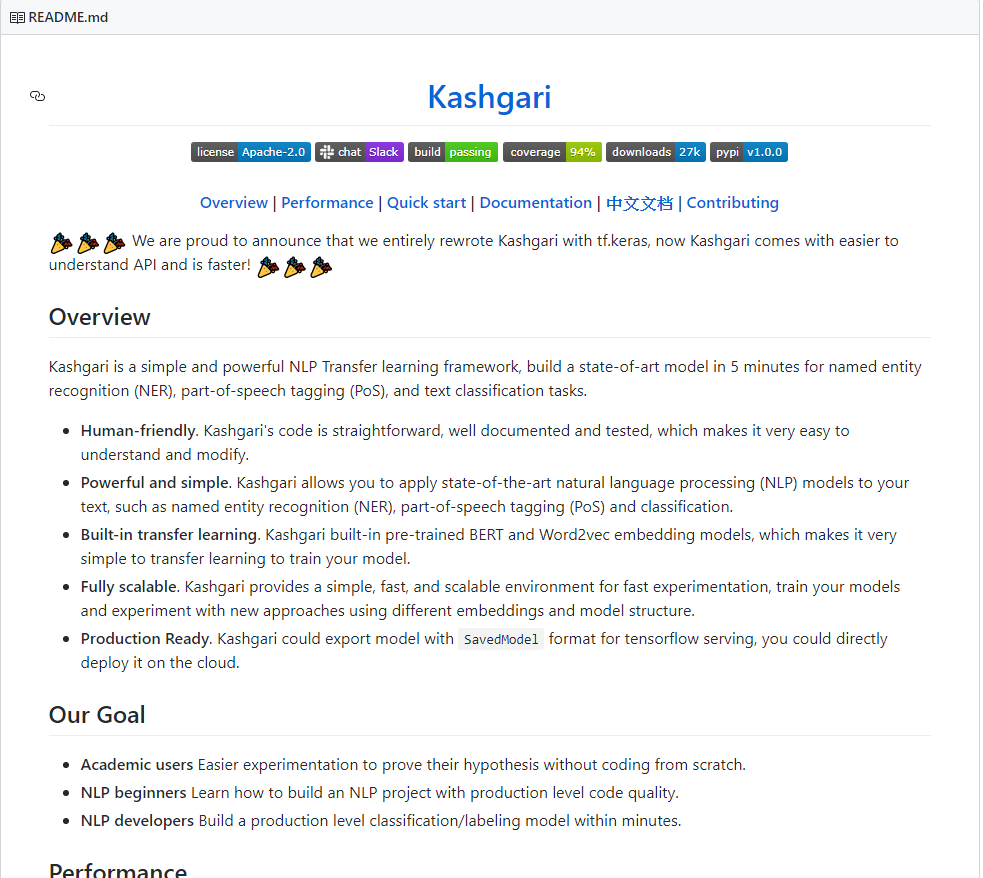 README.md
Kashgari
license Apache-2.0 chat Slack build passing coverage 94% downloads 27k pypi v1.0.0
Overview | Performance | Quick start | Documentation | 中文文档 | Contributing
We are proud to announce that we entirely rewrote Kashgari with tf.keras, now Kashgari comes with easier to
understand API and is faster!
Overview
Kashgari is a simple and powerful NLP Transfer learning framework, build a state-of-art model in 5 minutes for named entity
recognition (NER), part-of-speech tagging (PoS), and text classification tasks.
• Human-friendly. Kashgari's code is straightforward, well documented and tested, which makes it very easy to
understand and modify.
• Powerful and simple. Kashgari allows you to apply state-of-the-art natural language processing (NLP) models to your
text, such as named entity recognition (NER), part-of-speech tagging (PoS) and classification.
• Built-in transfer learning. Kashgari built-in pre-trained BERT and Word2vec embedding models, which makes it very
simple to transfer learning to train your model.
• Fully scalable. Kashgari provides a simple, fast, and scalable environment for fast experimentation, train your models
and experiment with new approaches using different embeddings and model structure.
• Production Ready. Kashgari could export model with SavedModel format for tensorflow serving, you could directly
deploy it on the cloud.
Our Goal
• Academic users Easier experimentation to prove their hypothesis without coding from scratch.
• NLP beginners Learn how to build an NLP project with production level code quality.
• NLP developers Build a production level classification/labeling model within minutes.
Performance